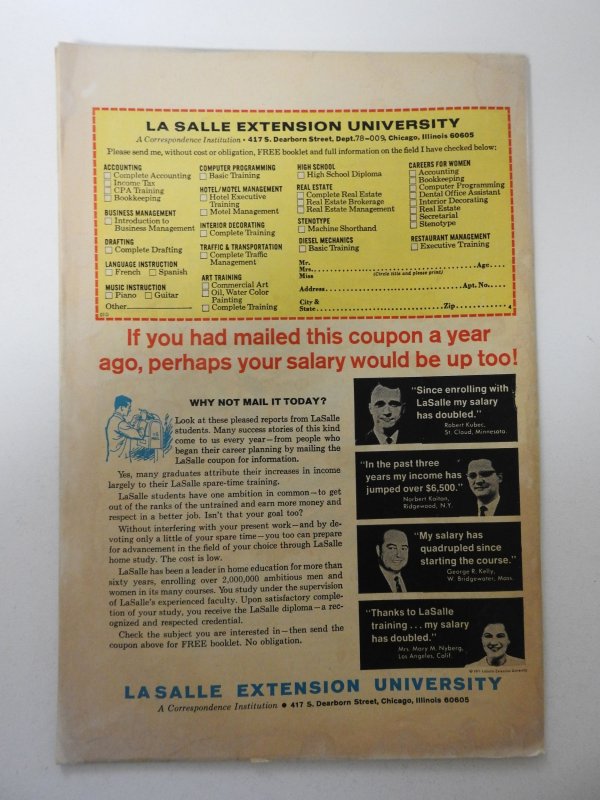 LA SALLE EXTENSION UNIVERSITY
A Correspondence Institution • 417 S. Dearborn Street, Dept. 78-009, Chicago, Illinois 60605
Please send me, without cost or obligation, FREE booklet and full information on the field I have checked below:
ACCOUNTING
Complete Accounting
Income Tax
CPA Training
Bookkeeping
BUSINESS MANAGEMENT
Introduction to
Business Management
DRAFTING
Complete Drafting
LANGUAGE INSTRUCTION
French Spanish
MUSIC INSTRUCTION
Piano Guitar
Other
COMPUTER PROGRAMMING
Basic Training
HOTEL/MOTEL MANAGEMENT
Hotel Executive
Training
Motel Management
INTERIOR DECORATING
Complete Training
TRAFFIC & TRANSPORTATION
Complete Traffic
Management
ART TRAINING
Commercial Art
Oil, Water Color
Painting
Complete Training
HIGH SCHOOL
High School Diploma
REAL ESTATE
Complete Real Estate
Real Estate Brokerage
Real Estate Management
STENOTYPE
Machine Shorthand
DIESEL MECHANICS
Basic Training
CAREERS FOR WOMEN
Accounting
Bookkeeping
Computer Programming
Dental Office Assistant
Interior Decorating
Real Estate
Secretarial
Stenotype
RESTAURANT MANAGEMENT
Executive Training
Mr.
Mrs. Age
Miss (Circle title and please print)
Address Apt. No.
City &
State Zip 4
If you had mailed this coupon a year
ago, perhaps your salary would be up too!
WHY NOT MAIL IT TODAY?
Look at these pleased reports from LaSalle
students. Many success stories of this kind
come to us every year—from people who
began their career planning by mailing the
LaSalle coupon for information.
Yes, many graduates attribute their increases in income
largely to their LaSalle spare-time training.
LaSalle students have one ambition in common—to get
out of the ranks of the untrained and earn more money and
respect in a better job. Isn't that your goal too?
Without interfering with your present work—and by de-
voting only a little of your spare time—you too can prepare
for advancement in the field of your choice through LaSalle
home study. The cost is low.
LaSalle has been a leader in home education for more than
sixty years, enrolling over 2,000,000 ambitious men and
women in its many courses. You study under the supervision
of LaSalle's experienced faculty. Upon satisfactory comple-
tion of your study, you receive the LaSalle diploma—a rec-
ognized and respected credential.
Check the subject you are interested in—then send the
coupon above for FREE booklet. No obligation.
"Since enrolling with
LaSalle my salary
has doubled."
Robert Kubec,
St. Cloud, Minnesota.
"In the past three
years my income has
jumped over $6,500."
Norbert Kaiton,
Ridgewood, N.Y.
"My salary has
quadrupled since
starting the course."
George R. Kelly,
W. Bridgewater, Mass.
"Thanks to LaSalle
training ... my salary
has doubled."
Mrs. Mary M. Nyberg,
Los Angeles, Calif.
© 1971 LaSalle Extension University
LA SALLE EXTENSION UNIVERSITY
A Correspondence Institution • 417 S. Dearborn Street, Chicago, Illinois 60605